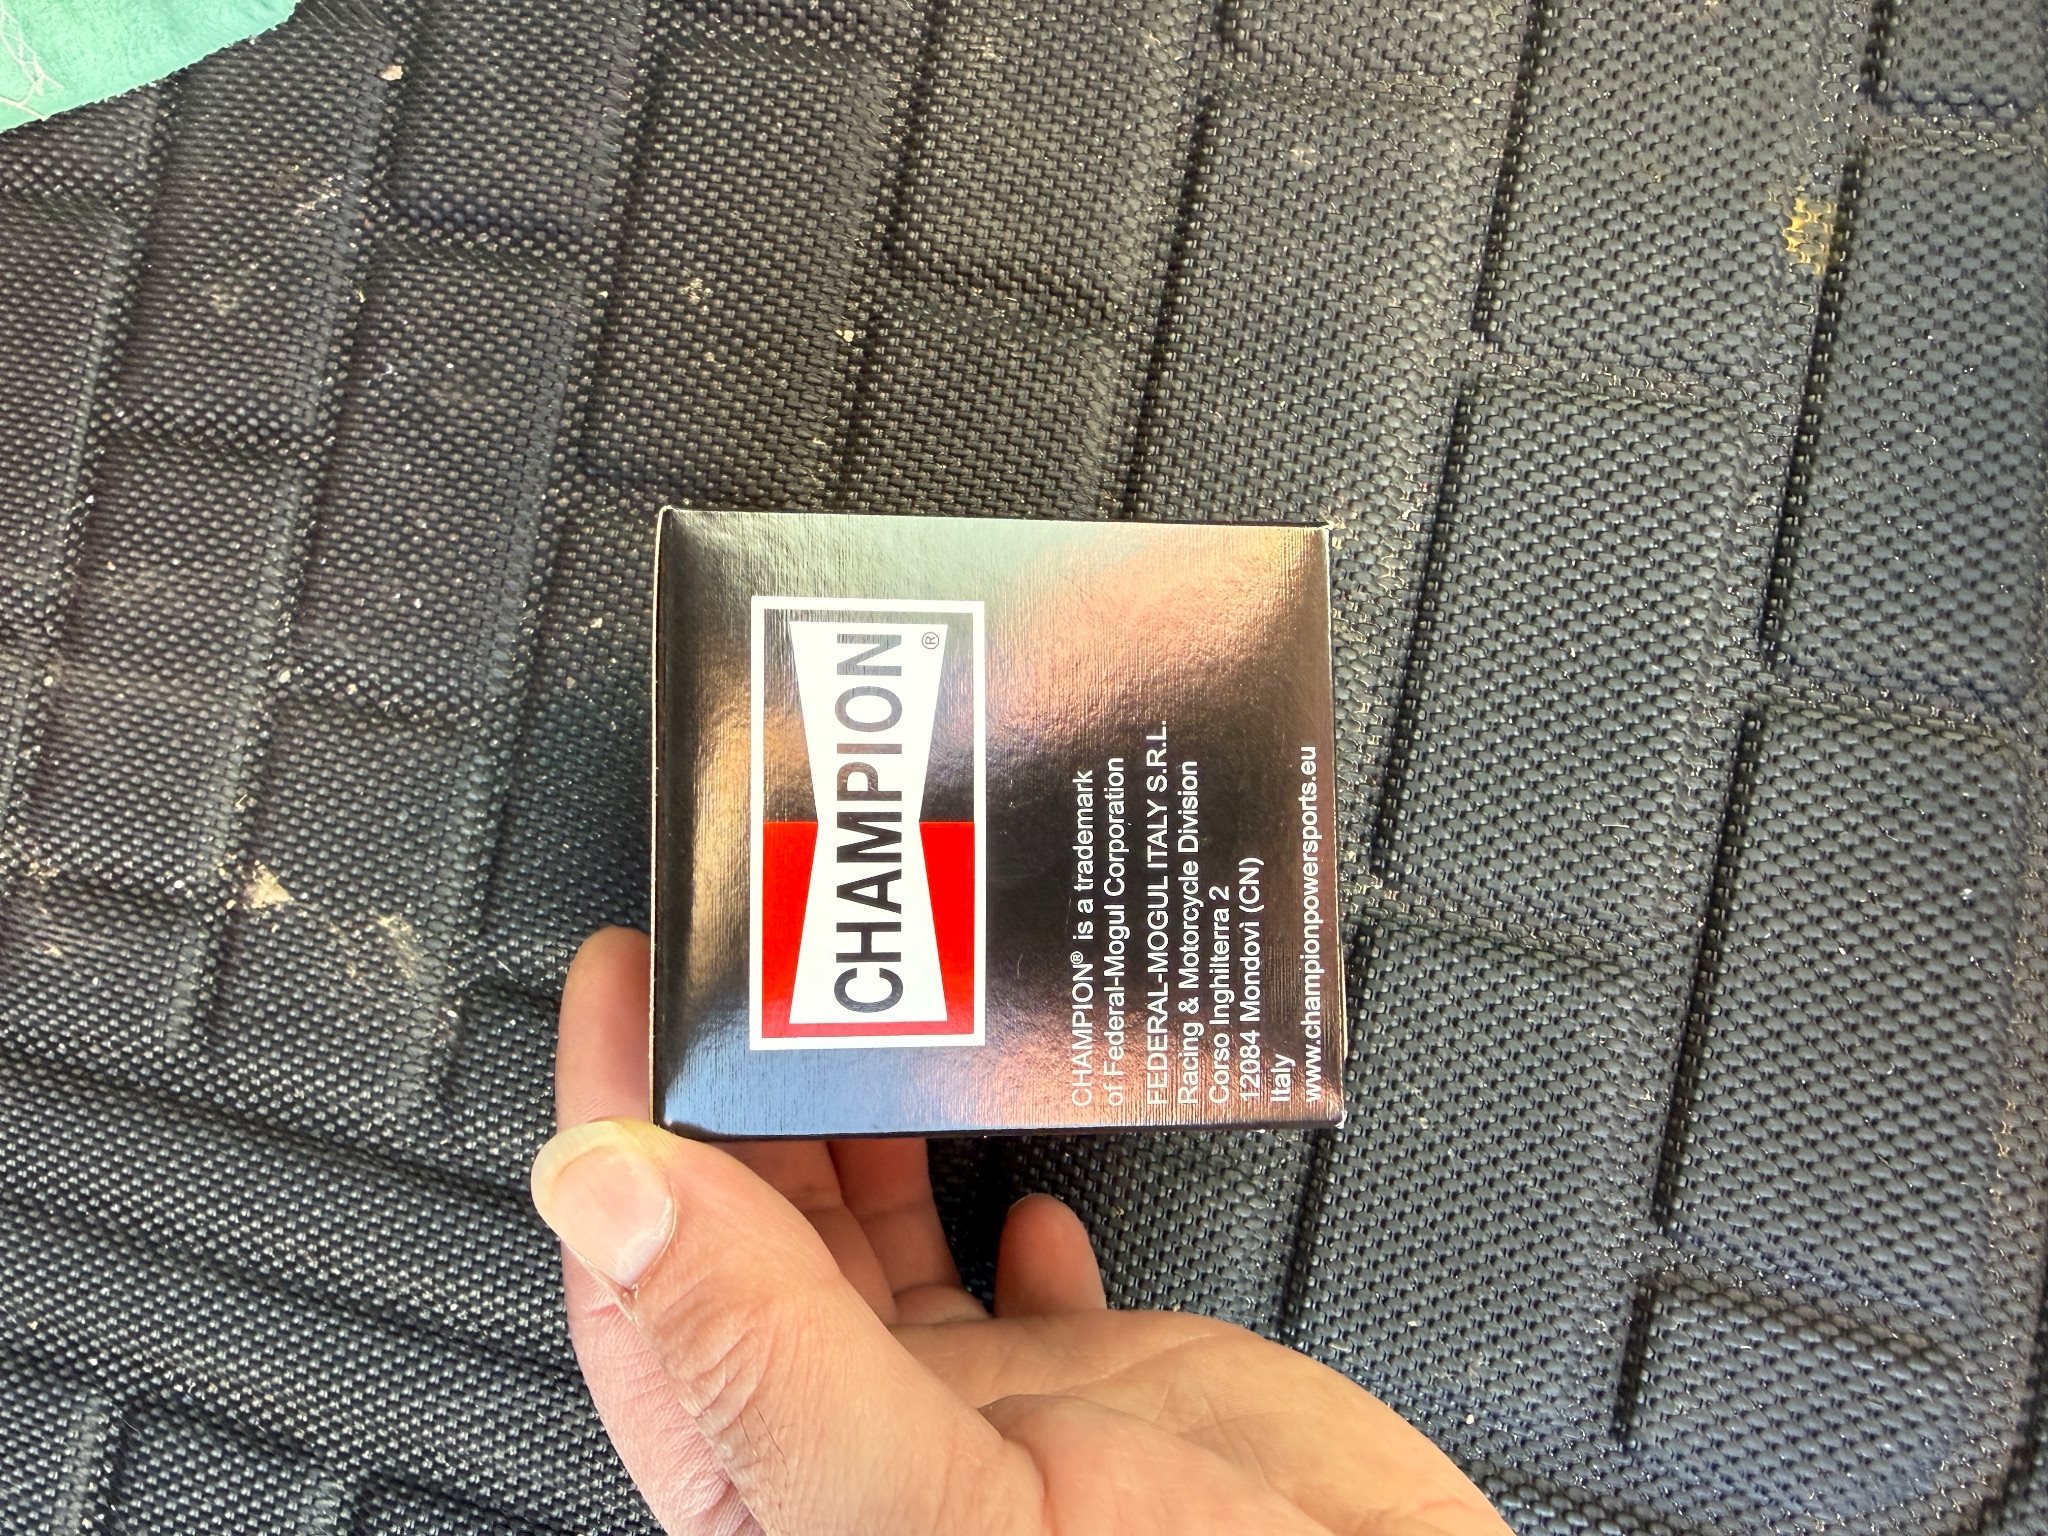 CHAMPION®
CHAMPION® is a trademark
of Federal-Mogul Corporation
FEDERAL-MOGUL ITALY S.R.L.
Racing & Motorcycle Division
Corso Inghilterra 2
12084 Mondovì (CN)
Italy
www.championpowersports.eu